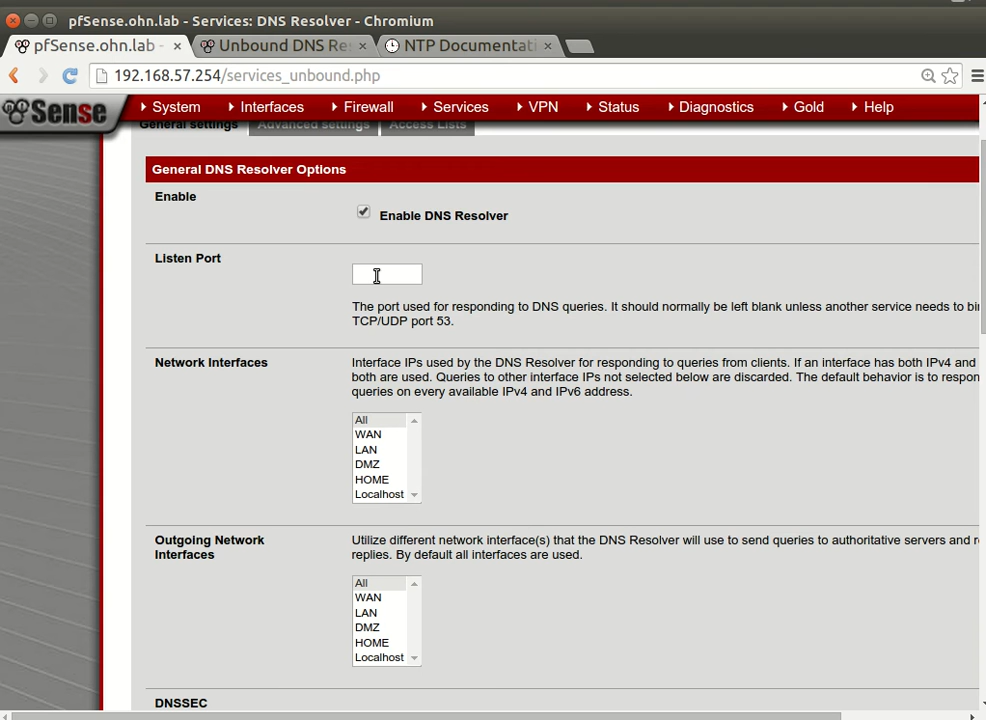 pfSense.ohn.lab - Services: DNS Resolver - Chromium
pfSense.ohn.lab -
Unbound DNS Re
NTP Documentati
192.168.57.254/services_unbound.php
Sense
System
Interfaces
Firewall
Services
VPN
Status
Diagnostics
Gold
Help
General settings
Advanced settings
Access Lists
General DNS Resolver Options
Enable
Enable DNS Resolver
Listen Port
The port used for responding to DNS queries. It should normally be left blank unless another service needs to bi
TCP/UDP port 53.
Network Interfaces
Interface IPs used by the DNS Resolver for responding to queries from clients. If an interface has both IPv4 and
both are used. Queries to other interface IPs not selected below are discarded. The default behavior is to respon
queries on every available IPv4 and IPv6 address.
All
WAN
LAN
DMZ
HOME
Localhost
Outgoing Network
Interfaces
Utilize different network interface(s) that the DNS Resolver will use to send queries to authoritative servers and r
replies. By default all interfaces are used.
All
WAN
LAN
DMZ
HOME
Localhost
DNSSEC